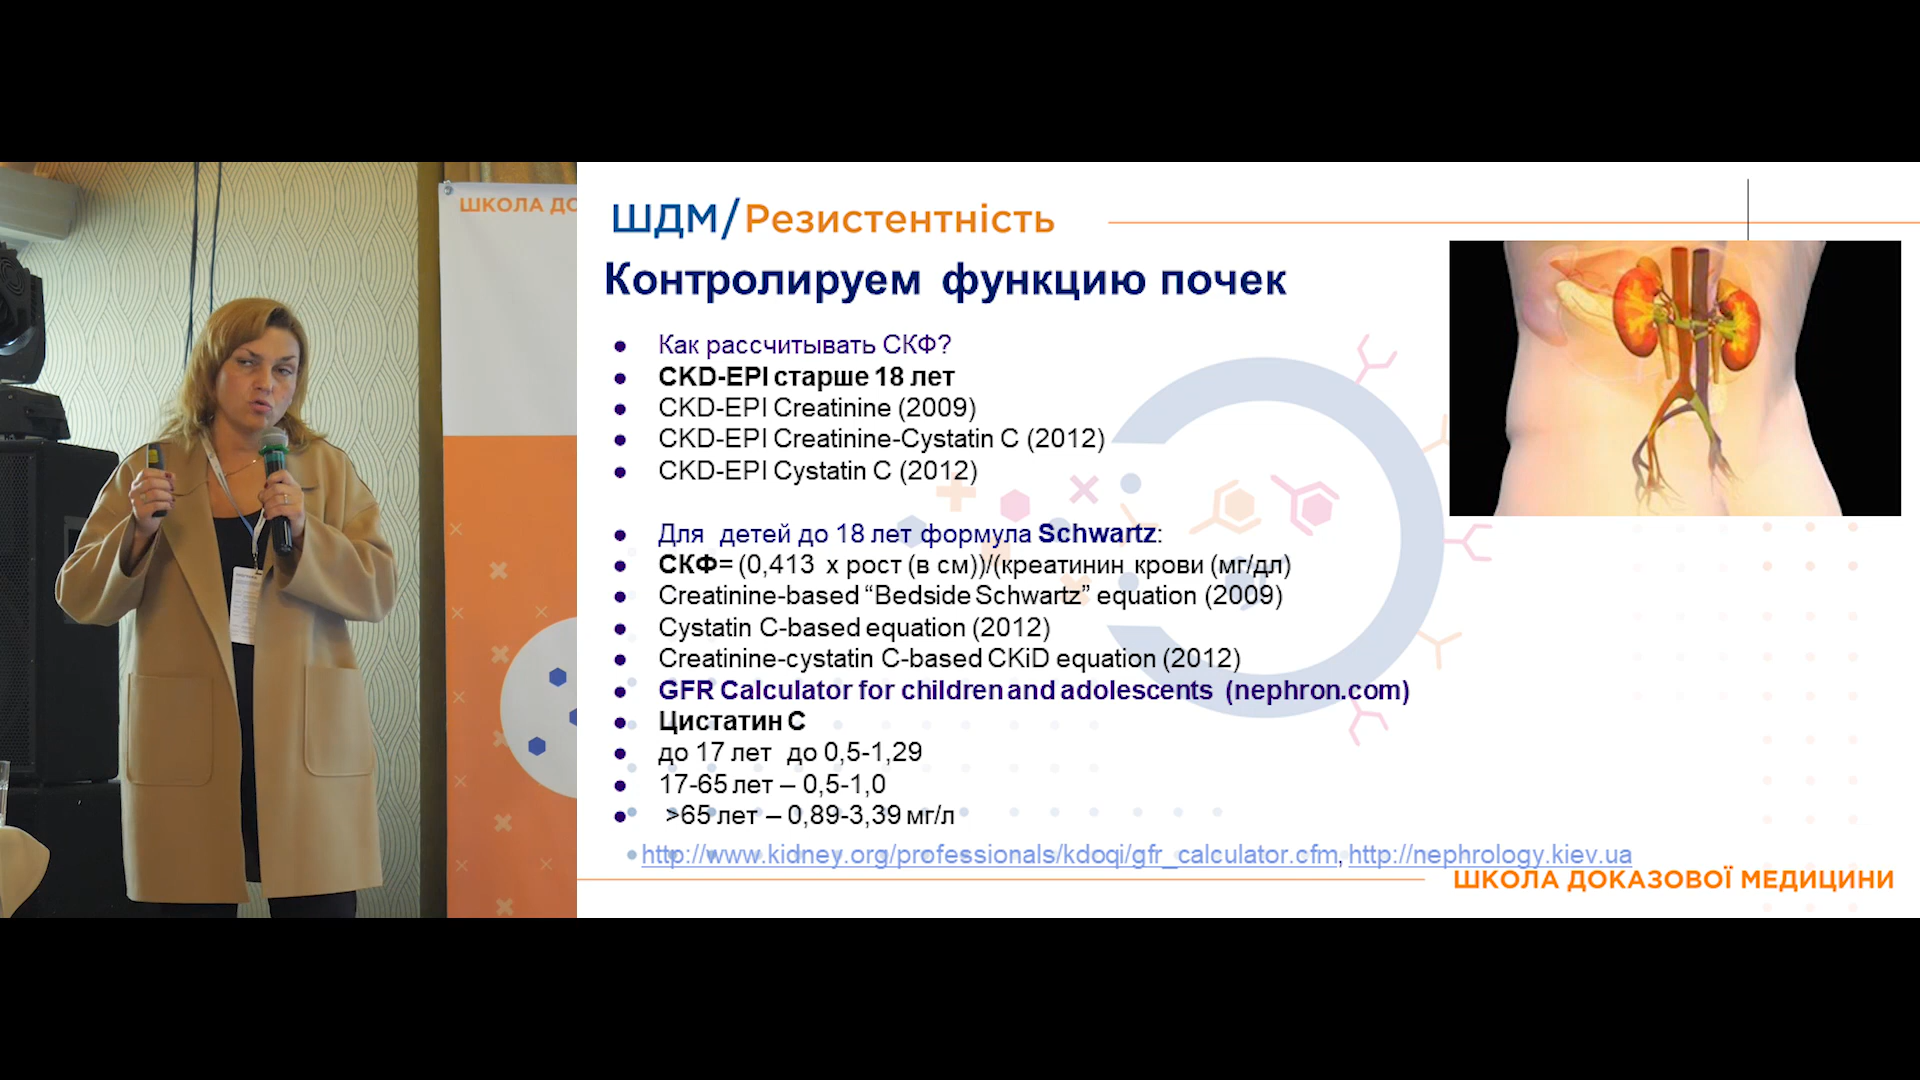 ШКОЛА ДО
ШДМ/Резистентність
Контролируем функцию почек
Как рассчитывать СКФ?
CKD-EPI старше 18 лет
CKD-EPI Creatinine (2009)
CKD-EPI Creatinine-Cystatin C (2012)
CKD-EPI Cystatin C (2012)
Для детей до 18 лет формула Schwartz:
СКФ= (0,413 х рост (в см))/(креатинин крови (мг/дл)
Creatinine-based “Bedside Schwartz” equation (2009)
Cystatin C-based equation (2012)
Creatinine-cystatin C-based CKiD equation (2012)
GFR Calculator for children and adolescents (nephron.com)
Цистатин С
до 17 лет до 0,5-1,29
17-65 лет – 0,5-1,0
>65 лет – 0,89-3,39 мг/л
http://www.kidney.org/professionals/kdoqi/gfr_calculator.cfm, http://nephrology.kiev.ua
ШКОЛА ДОКАЗОВОЇ МЕДИЦИНИ